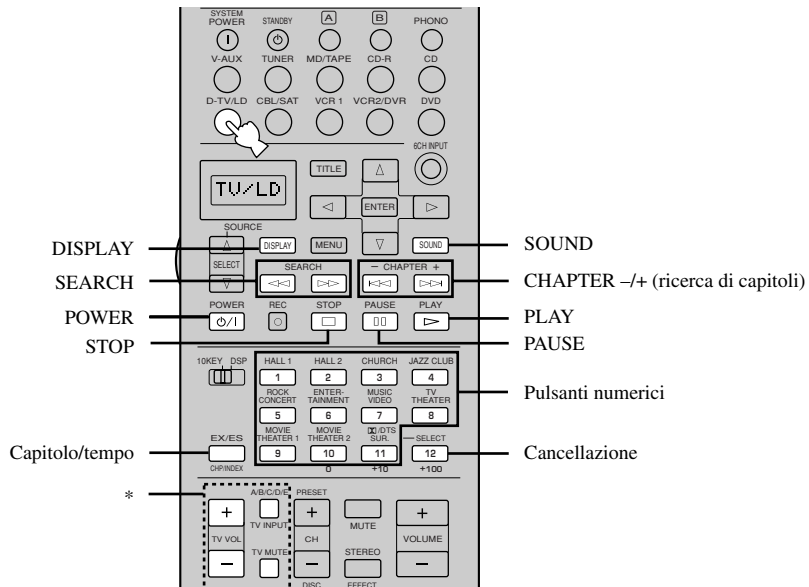 SYSTEM
POWER STANDBY A B PHONO
V-AUX TUNER MD/TAPE CD-R CD
D-TV/LD CBL/SAT VCR 1 VCR2/DVR DVD
6CH INPUT
TITLE
TV/LD
ENTER
SOURCE
DISPLAY DISPLAY MENU SOUND SOUND
SELECT
SEARCH SEARCH – CHAPTER + CHAPTER –/+ (ricerca di capitoli)
POWER POWER REC STOP PAUSE PLAY PLAY
STOP PAUSE
10KEY DSP HALL 1 HALL 2 CHURCH JAZZ CLUB
1 2 3 4
ROCK CONCERT ENTER-TAINMENT MUSIC VIDEO TV THEATER Pulsanti numerici
5 6 7 8
MOVIE THEATER 1 MOVIE THEATER 2 /DTS SUR. SELECT
Capitolo/tempo EX/ES 9 10 11 12 Cancellazione
CHP/INDEX 0 +10 +100
*
A/B/C/D/E PRESET
+ TV INPUT + MUTE +
TV VOL CH VOLUME
– TV MUTE – STEREO –
DISC EFFECT